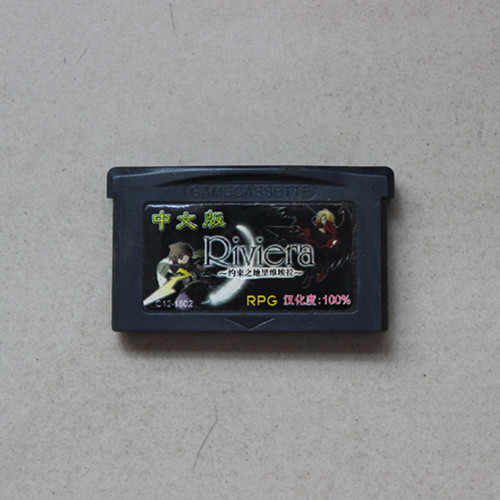 GAMECASSETTE
中文版
Riviera
~约束之地里维埃拉~
C12-1802
RPG 汉化度:100%